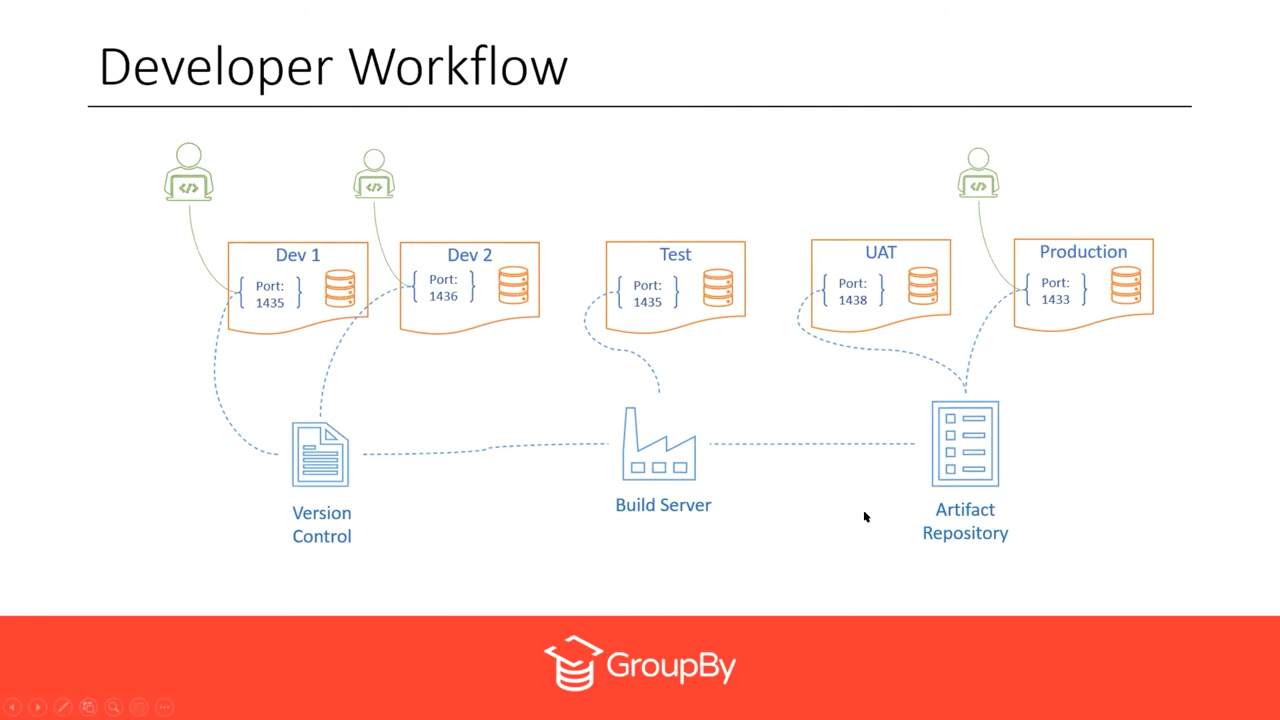 Developer Workflow
</>
</>
</>
Dev 1
Dev 2
Test
UAT
Production
{ Port: }
1435
{ Port: }
1436
{ Port: }
1435
{ Port: }
1438
{ Port: }
1433
Version
Control
Build Server
Artifact
Repository
GroupBy